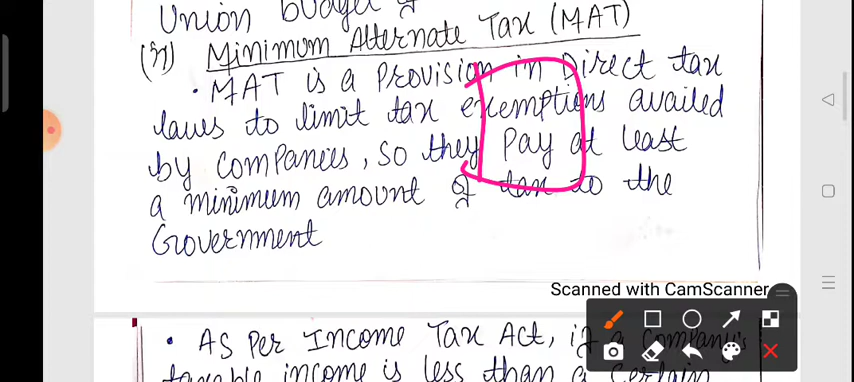 Union budget of
Minimum Alternate Tax (MAT)
• MAT is a provision in Direct tax
laws to limit tax exemptions availed
by companies, so they pay at least
a minimum amount of tax to the
Government
Scanned with CamScanner
• As per Income Tax Act, if a company's
taxable income is less than a certain